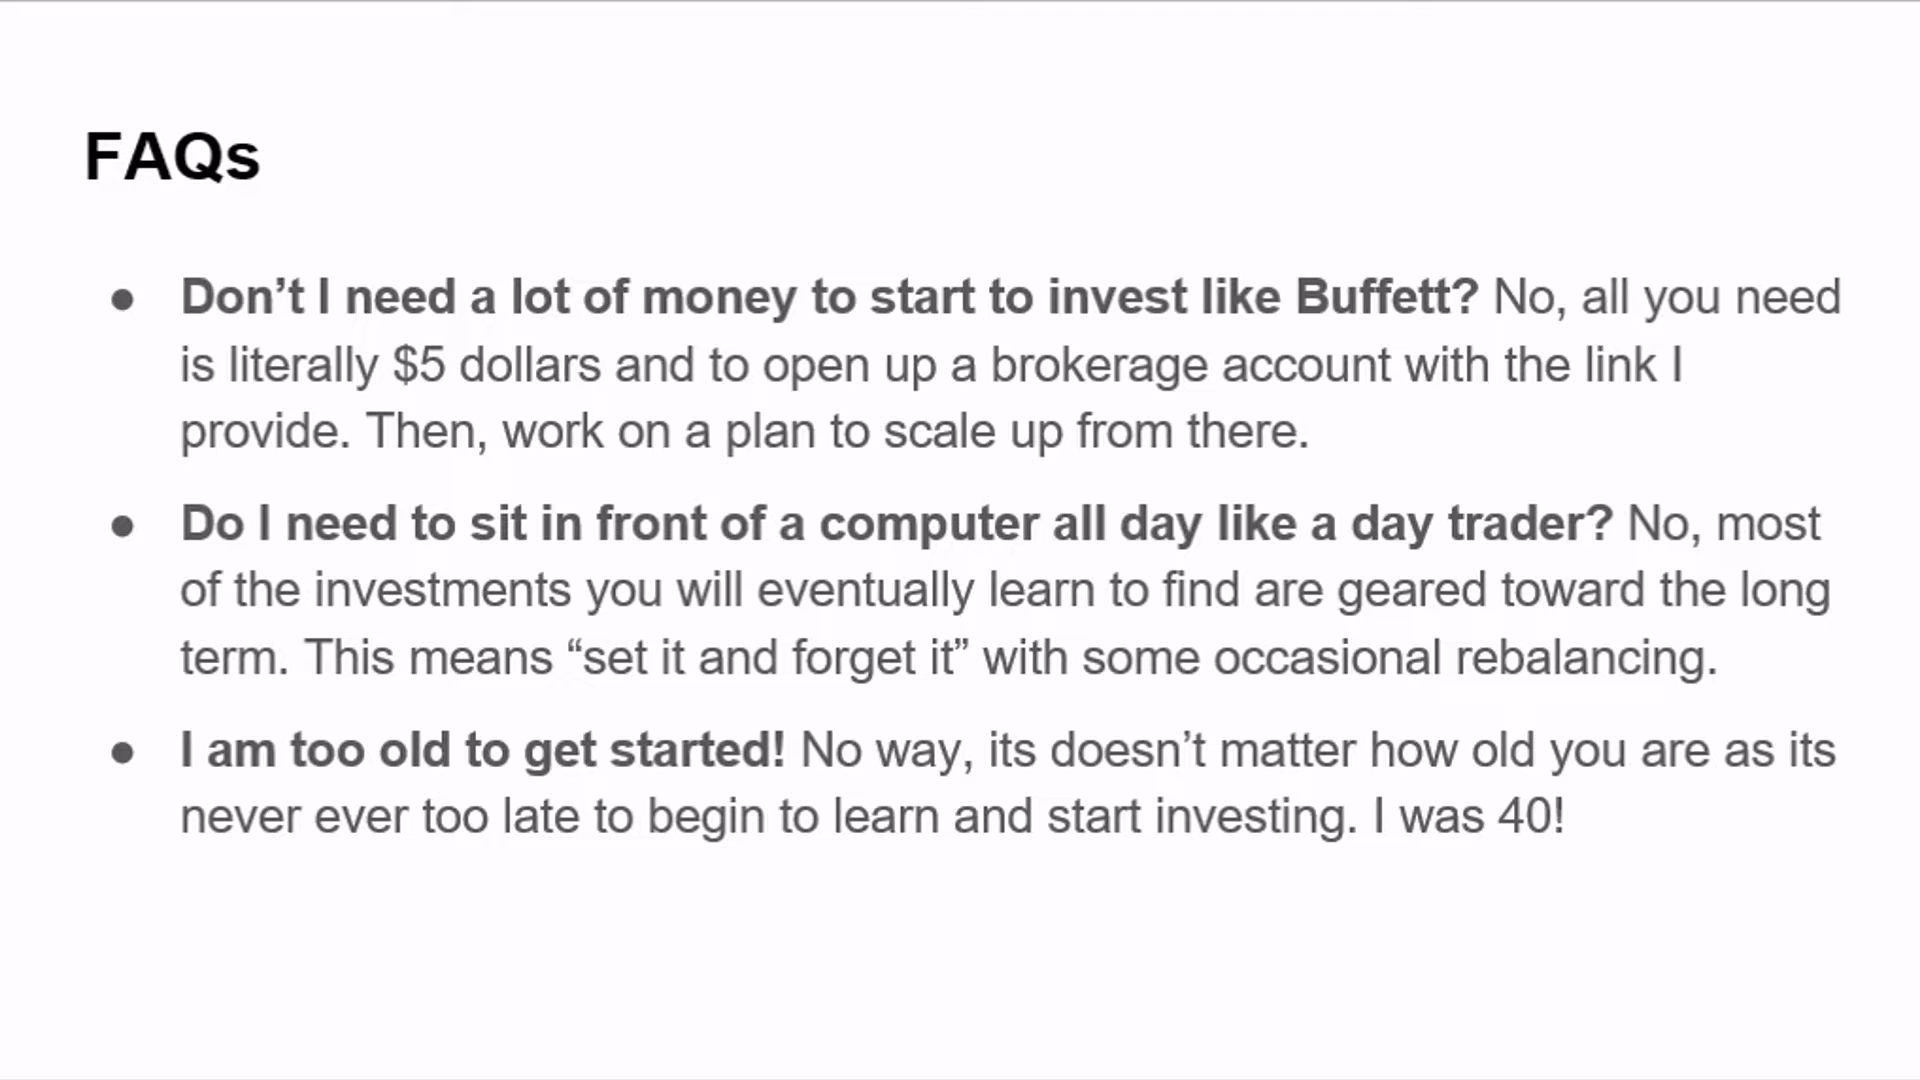 FAQs
● Don’t I need a lot of money to start to invest like Buffett? No, all you need
is literally $5 dollars and to open up a brokerage account with the link I
provide. Then, work on a plan to scale up from there.
● Do I need to sit in front of a computer all day like a day trader? No, most
of the investments you will eventually learn to find are geared toward the long
term. This means “set it and forget it” with some occasional rebalancing.
● I am too old to get started! No way, its doesn’t matter how old you are as its
never ever too late to begin to learn and start investing. I was 40!